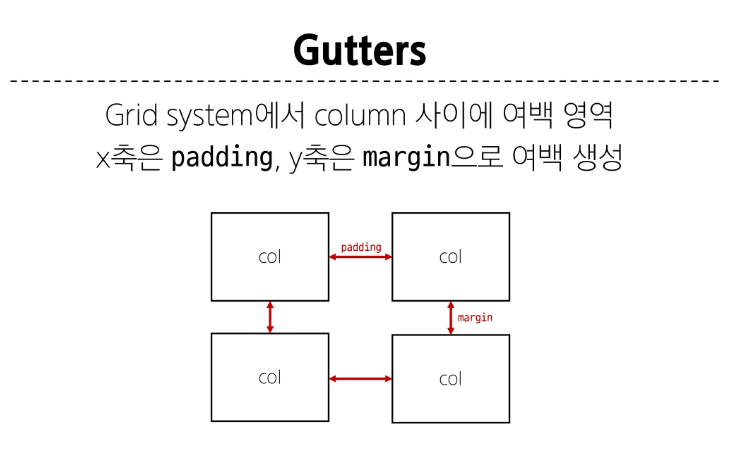 Gutters
Grid system에서 column 사이에 여백 영역
x축은 padding, y축은 margin으로 여백 생성
col
padding
col
margin
col
col